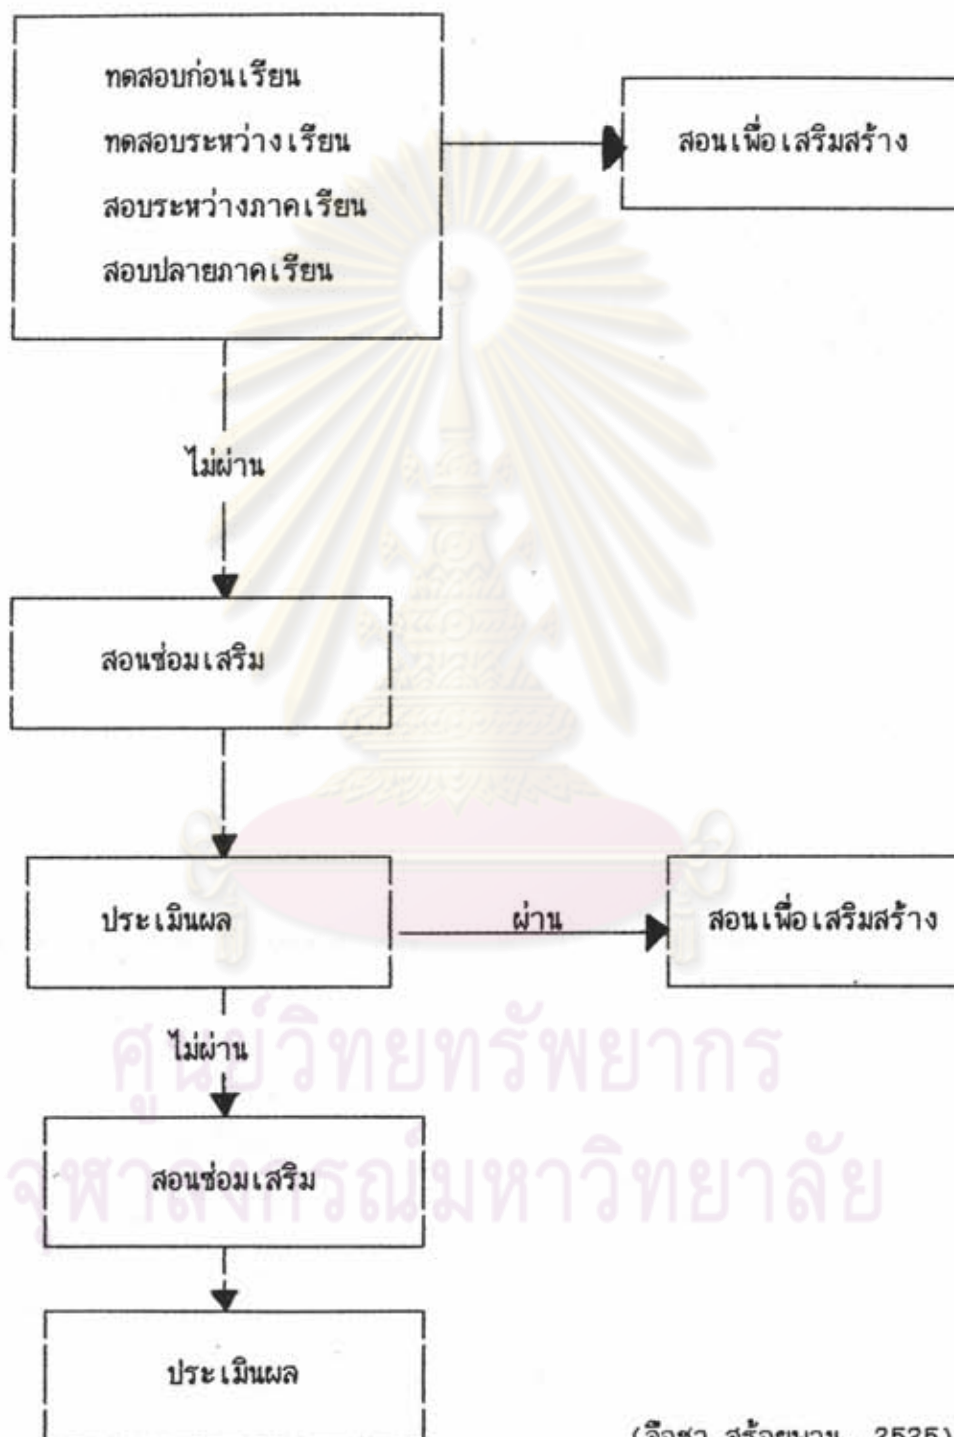 ทดสอบก่อนเรียน
ทดสอบระหว่างเรียน
สอบระหว่างภาคเรียน
สอบปลายภาคเรียน
สอนเพื่อเสริมสร้าง
ไม่ผ่าน
สอนซ่อมเสริม
ประเมินผล
ผ่าน
สอนเพื่อเสริมสร้าง
ไม่ผ่าน
ศูนย์วิทยทรัพยากร
สอนซ่อมเสริม
จุฬาลงกรณ์มหาวิทยาลัย
ประเมินผล
2525)